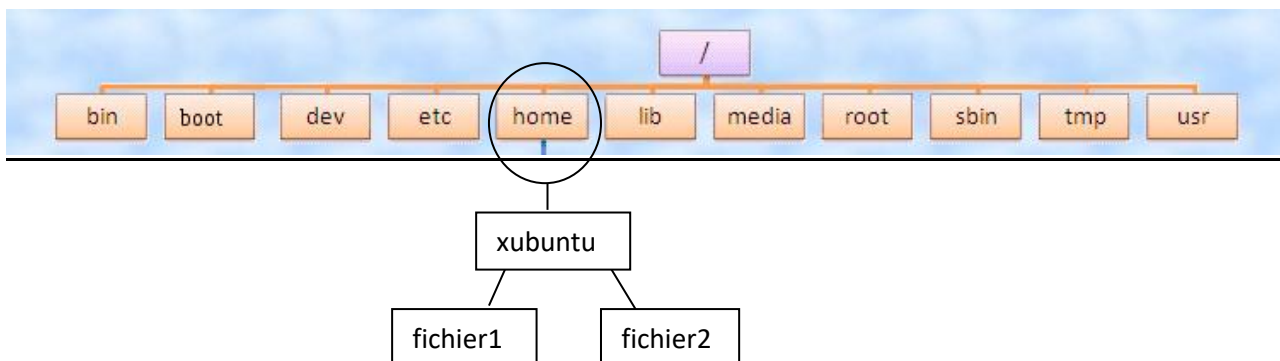 /
bin boot dev etc home lib media root sbin tmp usr
xubuntu
fichier1 fichier2